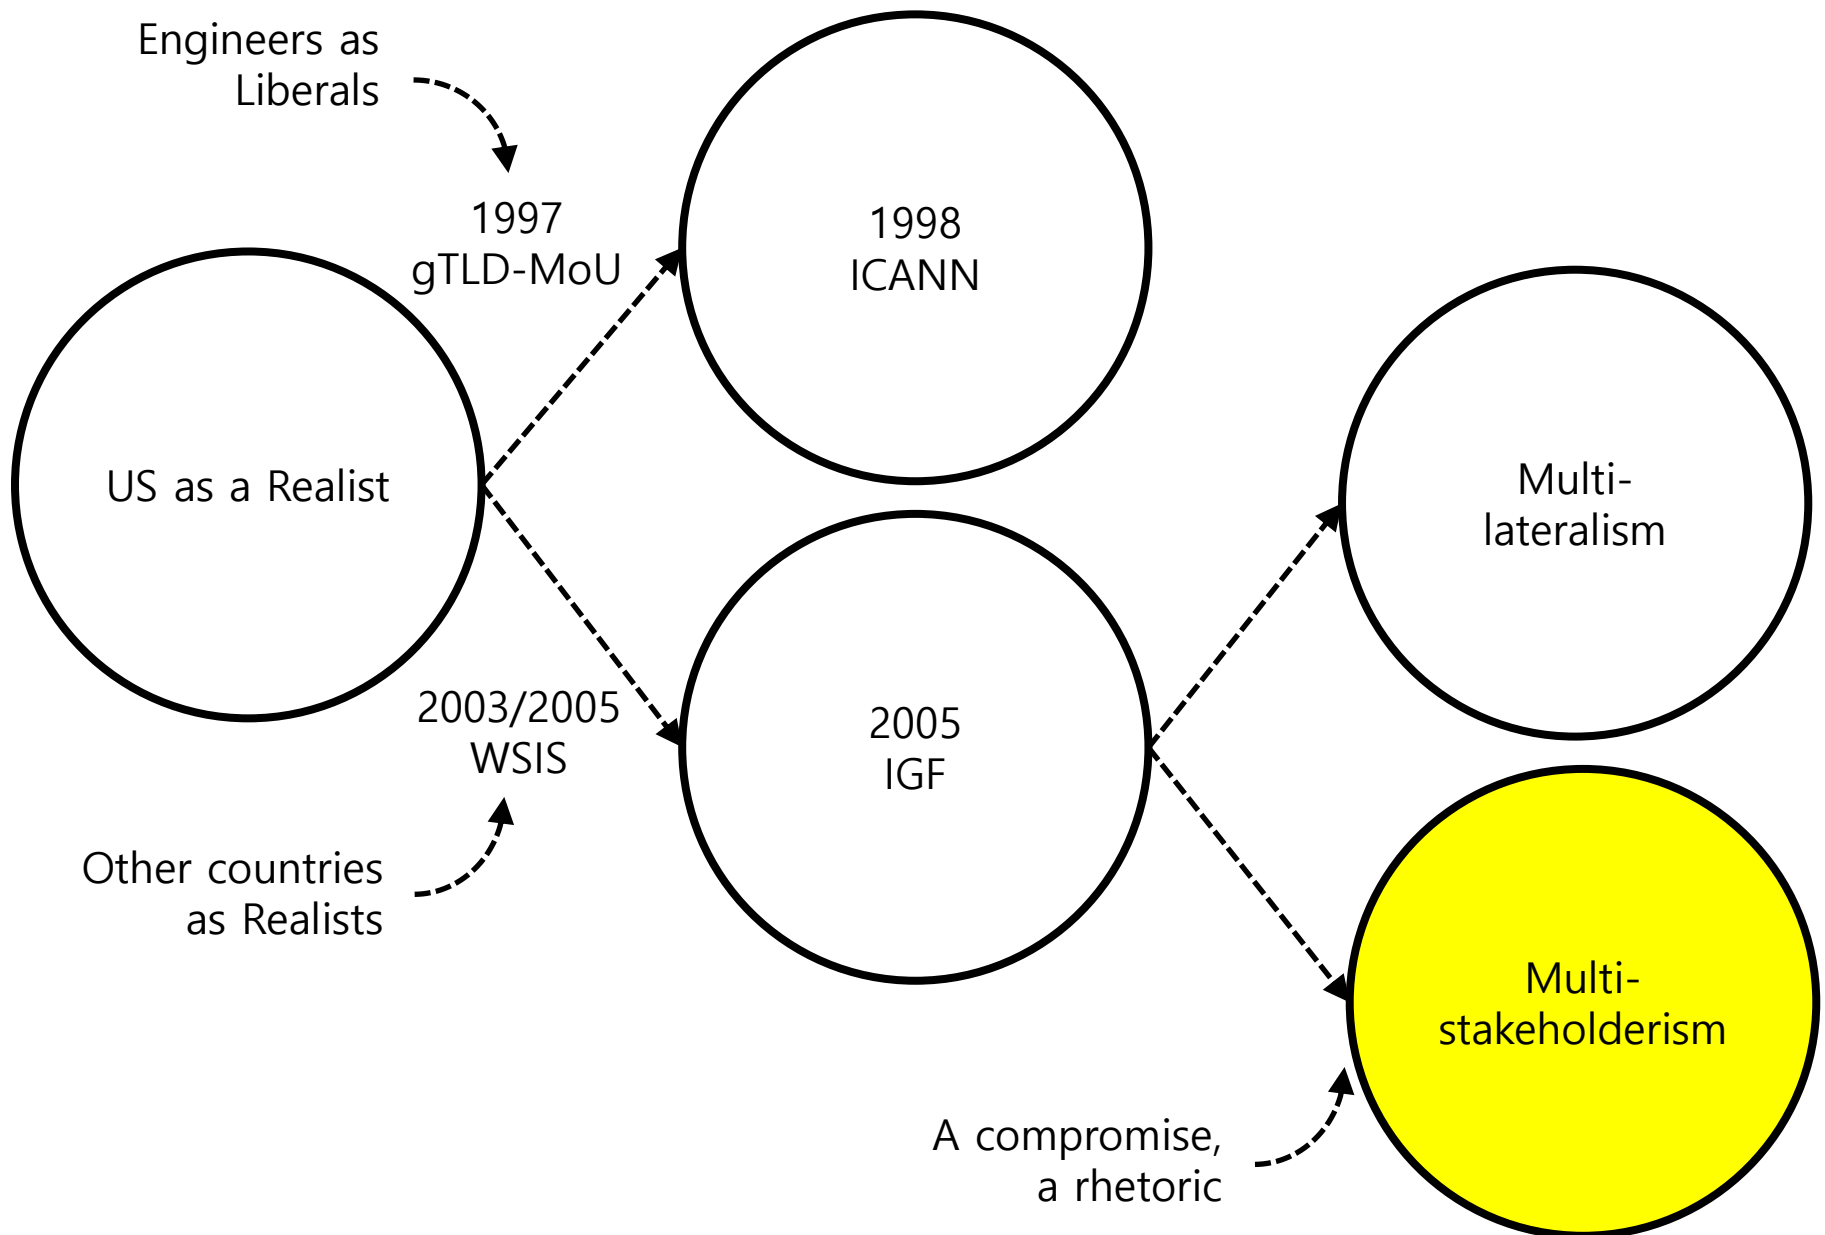 Engineers as
Liberals
1997
gTLD-MoU
1998
ICANN
US as a Realist
Multi-
lateralism
2003/2005
WSIS
2005
IGF
Other countries
as Realists
Multi-
stakeholderism
A compromise,
a rhetoric